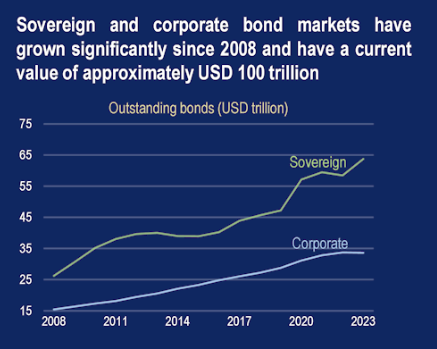 Sovereign and corporate bond markets have
grown significantly since 2008 and have a current
value of approximately USD 100 trillion
Outstanding bonds (USD trillion)
75
65
Sovereign
55
45
35
Corporate
25
15
2008 2011 2014 2017 2020 2023